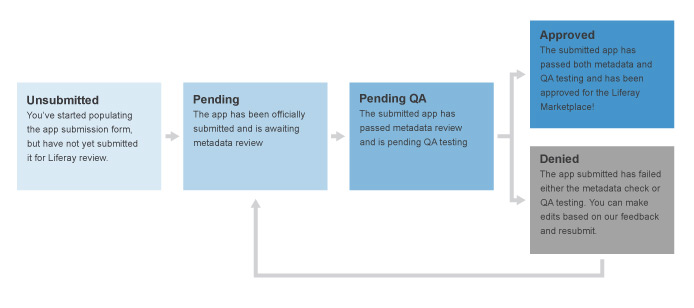 Unsubmitted
You've started populating
the app submission form,
but have not yet submitted
it for Liferay review.
Pending
The app has been officially
submitted and is awaiting
metadata review
Pending QA
The submitted app has
passed metadata review
and is pending QA testing
Approved
The submitted app has
passed both metadata and
QA testing and has been
approved for the Liferay
Marketplace!
Denied
The app submitted has failed
either the metadata check or
QA testing. You can make
edits based on our feedback
and resubmit.